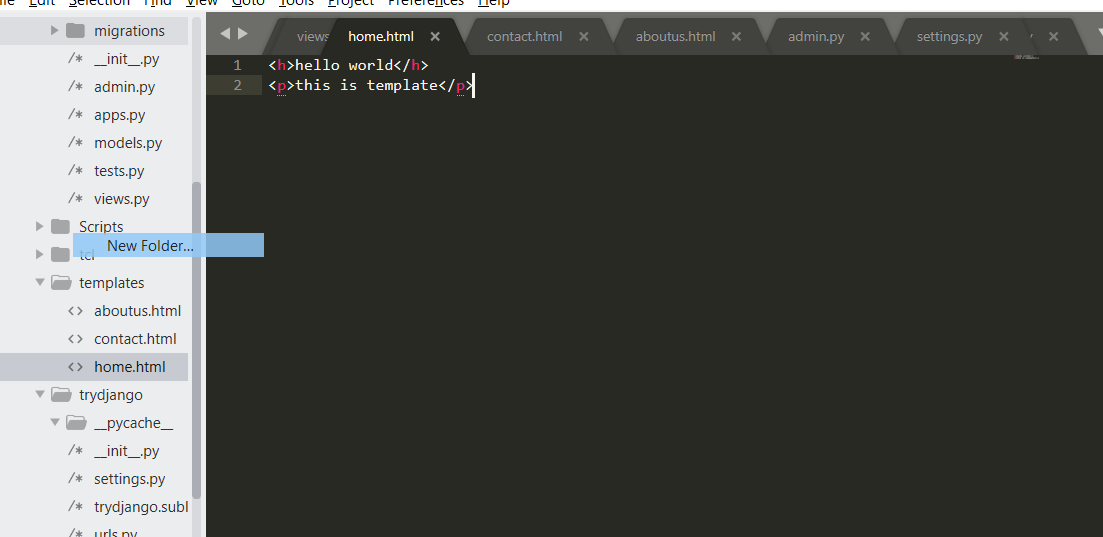 Edit Selection Find View Goto Tools Project Preferences Help
migrations
/* __init__.py
/* admin.py
/* apps.py
/* models.py
/* tests.py
/* views.py
Scripts
New Folder...
tcl
templates
<> aboutus.html
<> contact.html
<> home.html
trydjango
__pycache__
/* __init__.py
/* settings.py
/* trydjango.subl
/* urls.py
views home.html × contact.html × aboutus.html × admin.py × settings.py × ×
1 <h>hello world</h>
2 <p>this is template</p>